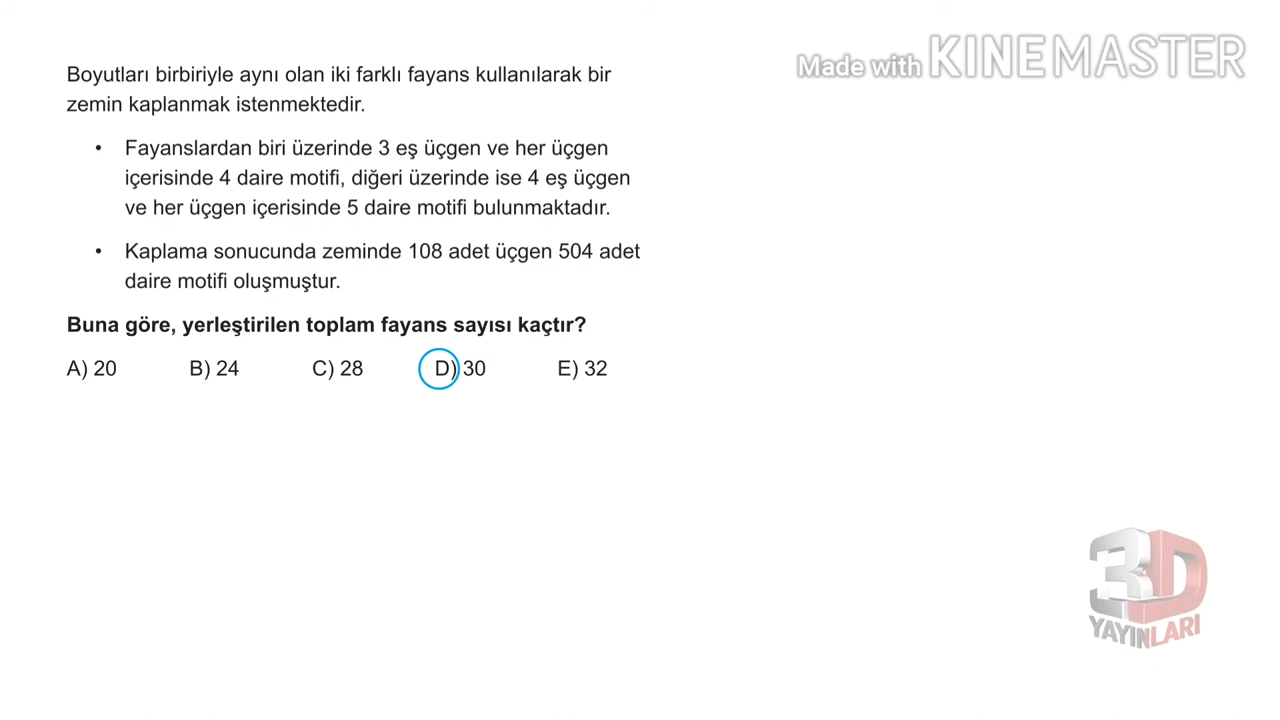 Made with KINEMASTER
Boyutları birbiriyle aynı olan iki farklı fayans kullanılarak bir
zemin kaplanmak istenmektedir.
• Fayanslardan biri üzerinde 3 eş üçgen ve her üçgen
içerisinde 4 daire motifi, diğeri üzerinde ise 4 eş üçgen
ve her üçgen içerisinde 5 daire motifi bulunmaktadır.
• Kaplama sonucunda zeminde 108 adet üçgen 504 adet
daire motifi oluşmuştur.
Buna göre, yerleştirilen toplam fayans sayısı kaçtır?
A) 20 B) 24 C) 28 D) 30 E) 32
3D
YAYINLARI